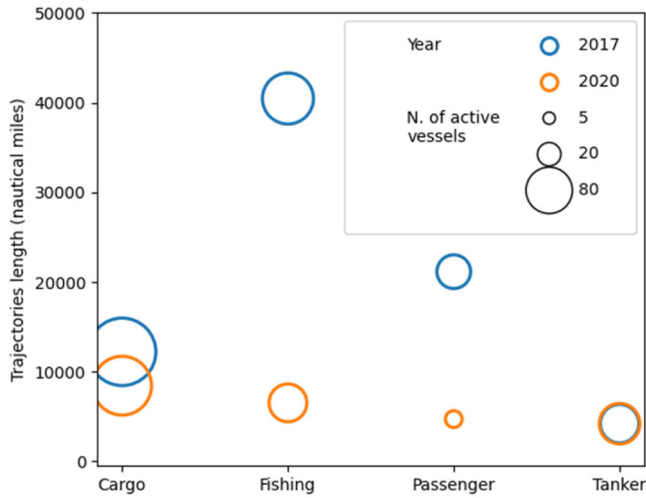 50000
40000
30000
20000
10000
0
Trajectories length (nautical miles)
Cargo
Fishing
Passenger
Tanker
Year
2017
2020
N. of active
vessels
5
20
80